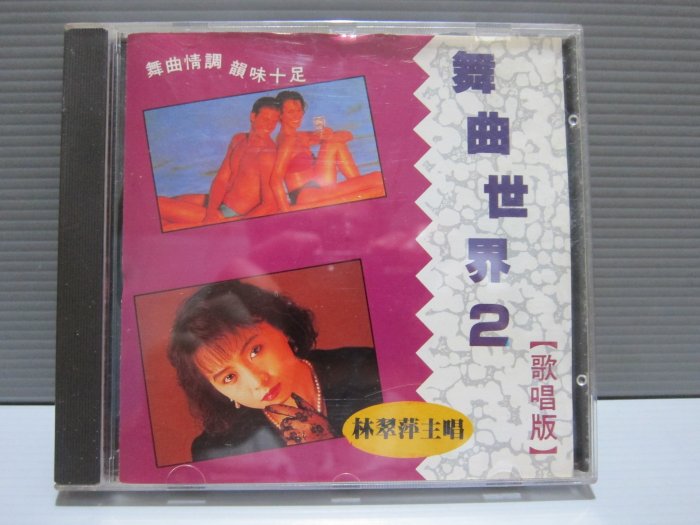 舞曲情調 韻味十足
舞曲世界2
【歌唱版】
林翠萍主唱